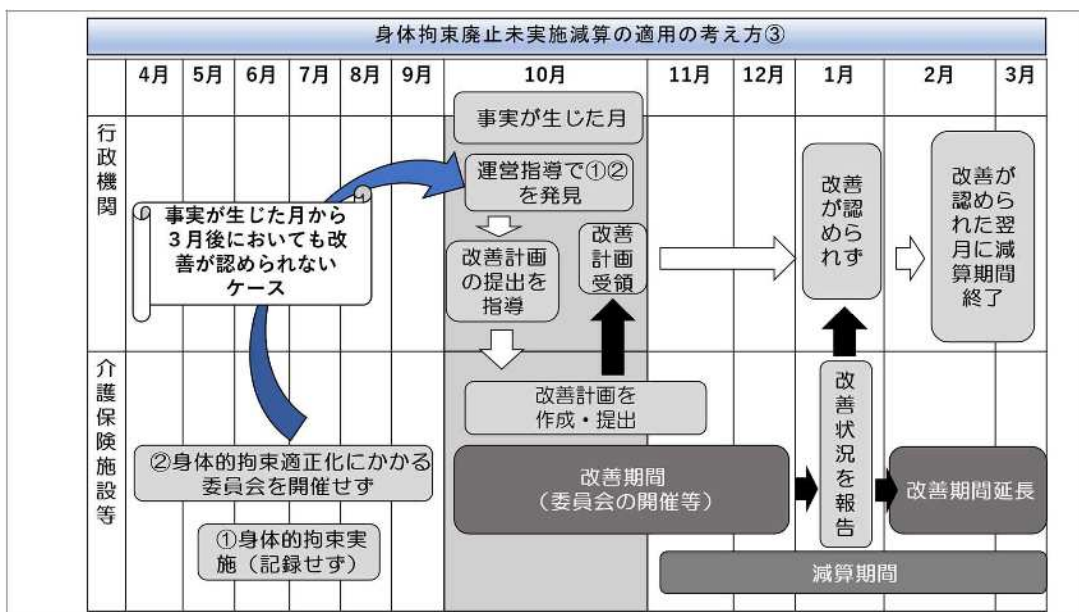 身体拘束廃止未実施減算の適用の考え方③
4月
5月
6月
7月
8月
9月
10月
11月
12月
1月
2月
3月
行政機関
事実が生じた月
運営指導で①②
を発見
事実が生じた月から
３月後においても改
善が認められない
ケース
改善計画
の提出を
指導
改善
計画
受領
改善
が認
めら
れず
改善が
認めら
れた翌
月に減
算期間
終了
介護保険施設等
改善計画を
作成・提出
②身体的拘束適正化にかかる
委員会を開催せず
改善期間
（委員会の開催等）
改善状況を報告
改善期間延長
①身体的拘束実
施（記録せず）
減算期間